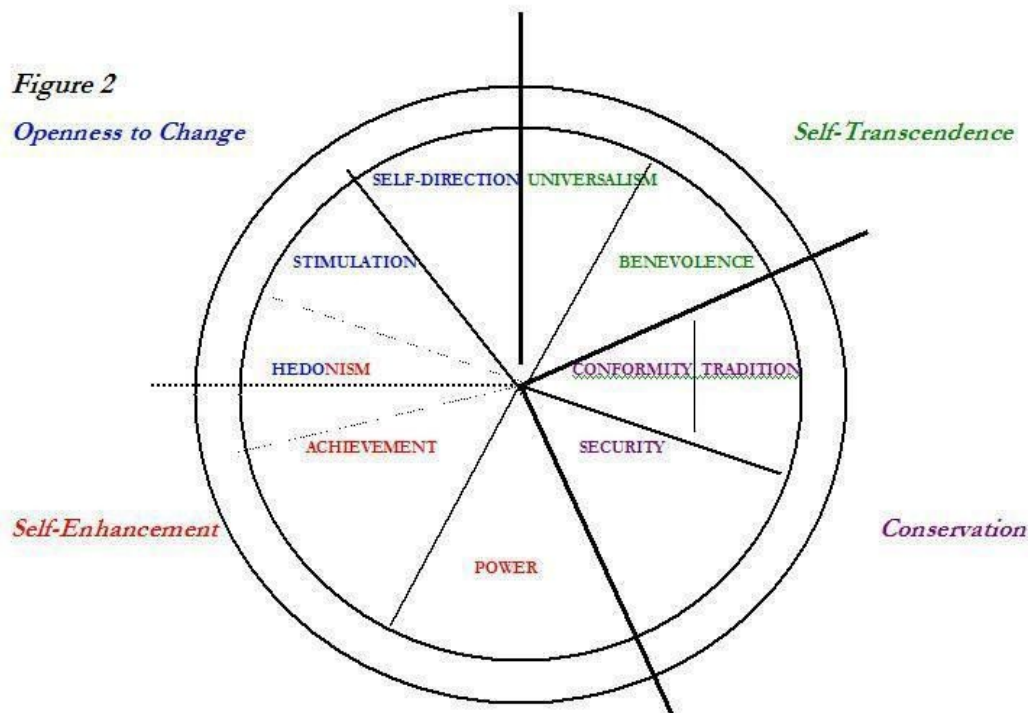 Figure 2
Openness to Change
Self-Transcendence
SELF-DIRECTION UNIVERSALISM
STIMULATION
BENEVOLENCE
HEDONISM
CONFORMITY TRADITION
ACHIEVEMENT
SECURITY
Self-Enhancement
Conservation
POWER